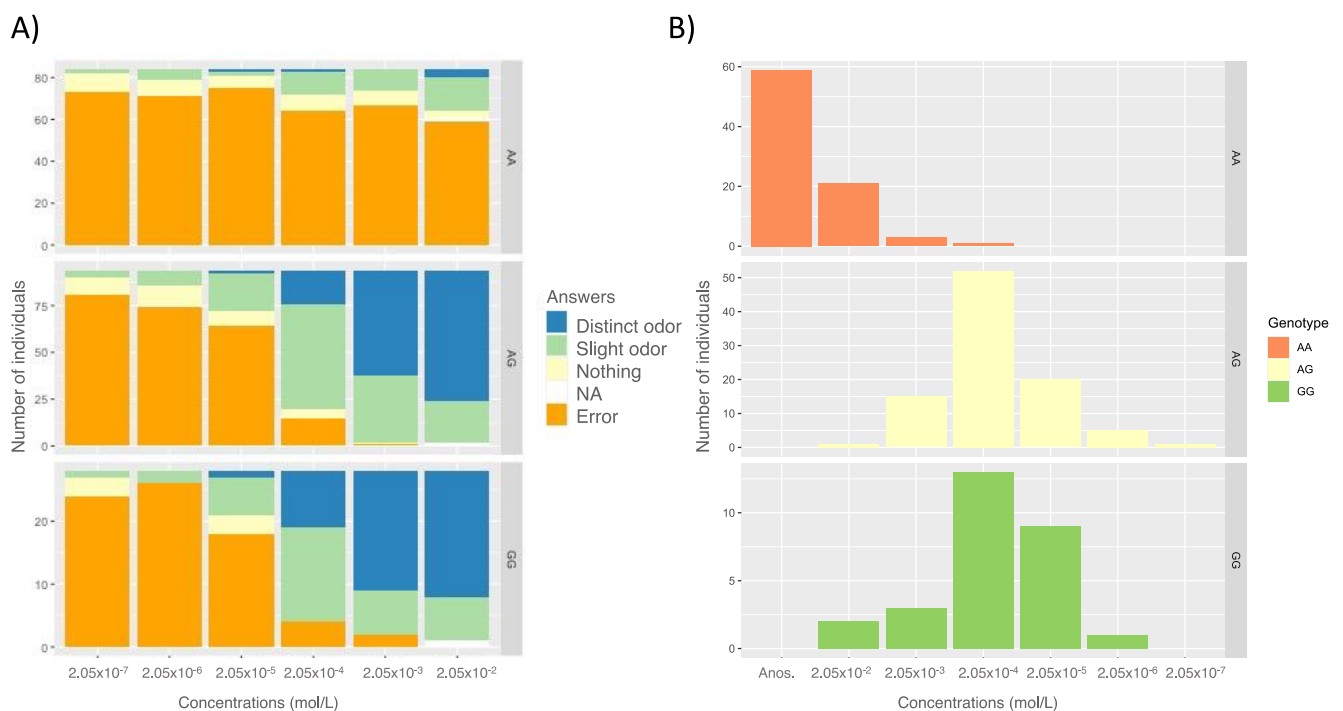 A)
80
60
40
20
0
AA
75
50
25
0
AG
20
10
0
GG
Number of individuals
2.05x10⁻⁷ 2.05x10⁻⁶ 2.05x10⁻⁵ 2.05x10⁻⁴ 2.05x10⁻³ 2.05x10⁻²
Concentrations (mol/L)
Answers
Distinct odor
Slight odor
Nothing
NA
Error
B)
60
40
20
0
AA
50
40
30
20
10
0
AG
10
5
0
GG
Number of individuals
Anos. 2.05x10⁻² 2.05x10⁻³ 2.05x10⁻⁴ 2.05x10⁻⁵ 2.05x10⁻⁶ 2.05x10⁻⁷
Concentrations (mol/L)
Genotype
AA
AG
GG